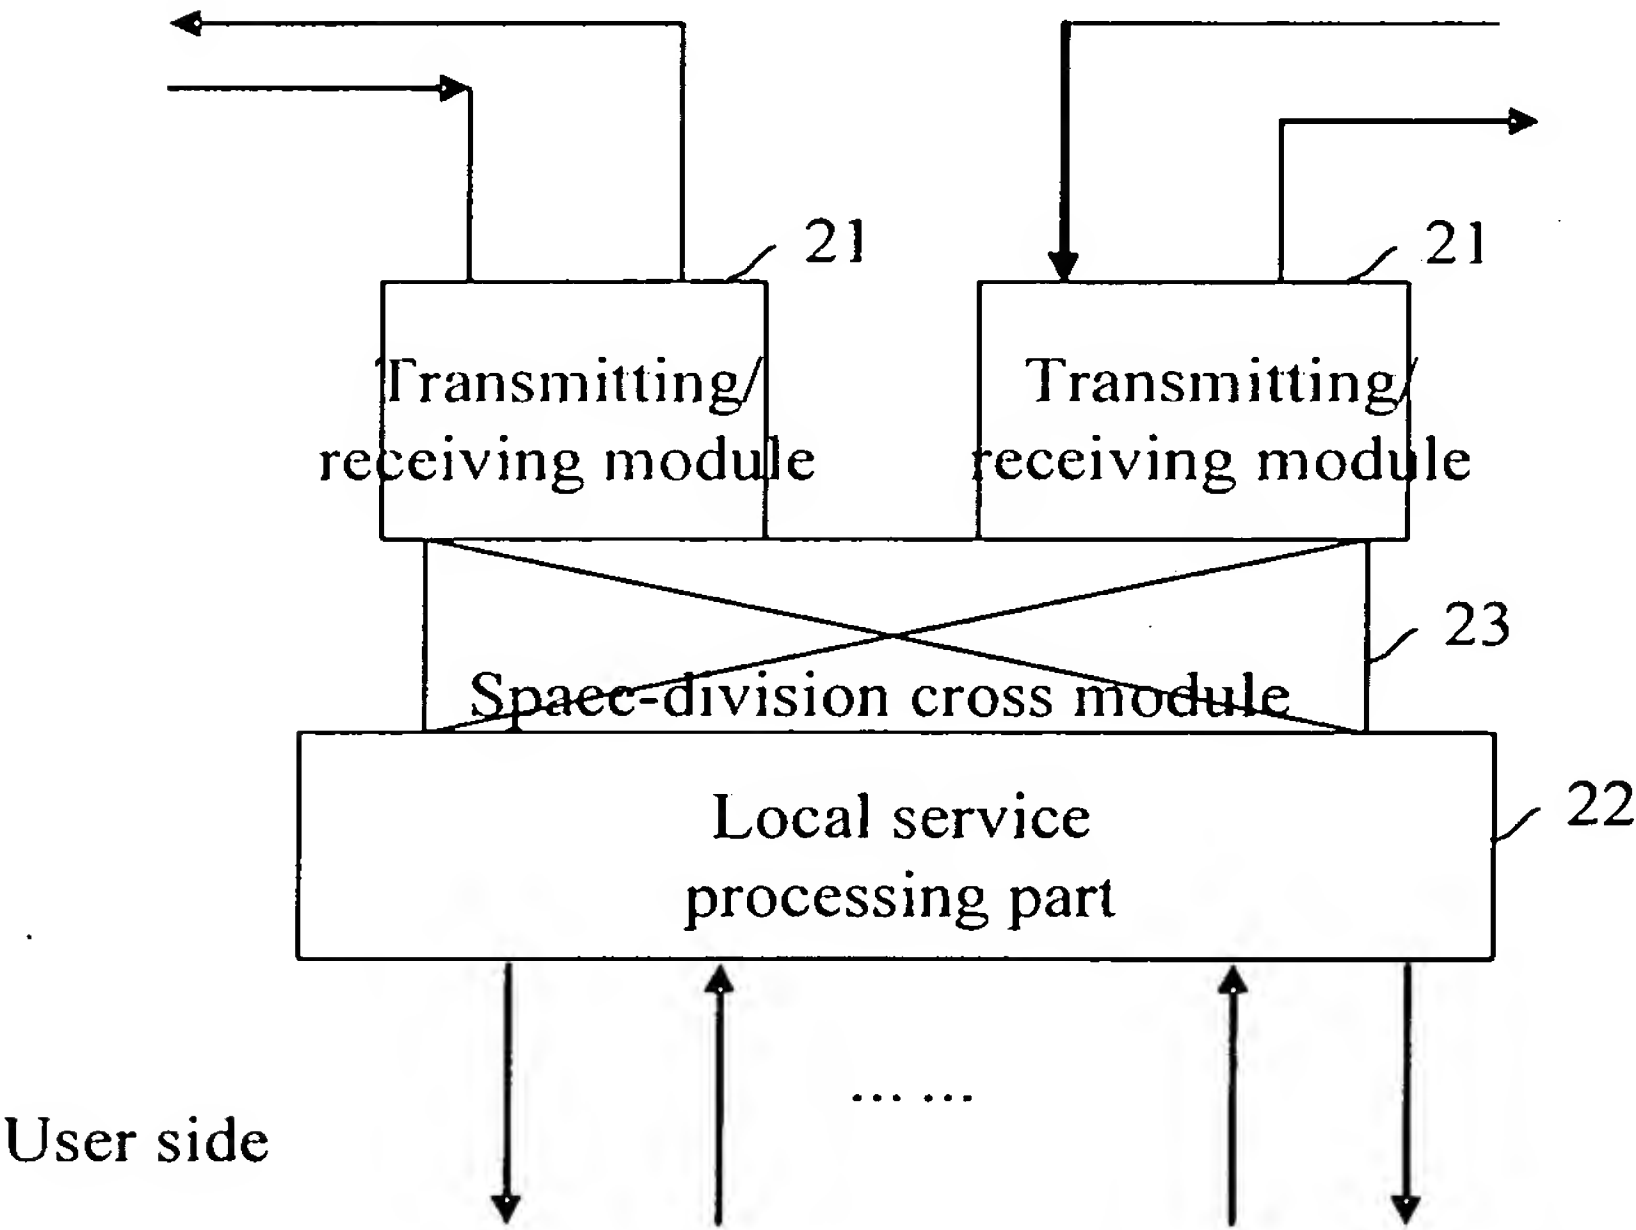 21
21
Transmitting/
receiving module
Transmitting/
receiving module
23
Space-division cross module
22
Local service
processing part
... ...
User side